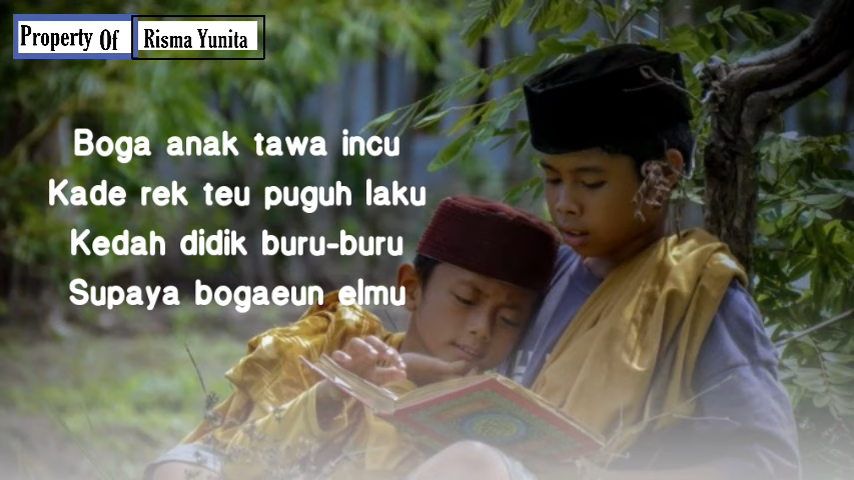 Property Of Risma Yunita
Boga anak tawa incu
Kade rek teu puguh laku
Kedah didik buru-buru
Supaya bogaeun elmu